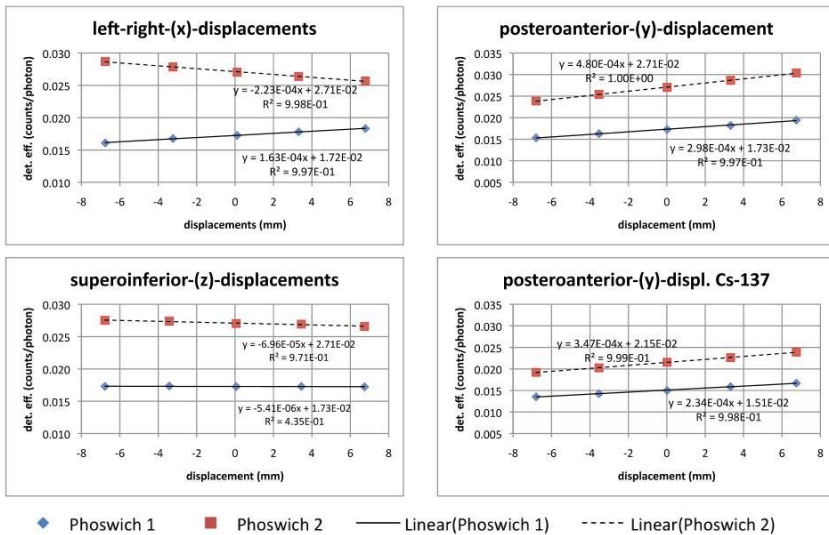 left-right-(x)-displacements
det. eff. (counts/photon)
0.030
0.025
0.020
0.015
0.010
y = -2.23E-04x + 2.71E-02
R² = 9.98E-01
y = 1.63E-04x + 1.72E-02
R² = 9.97E-01
-8 -6 -4 -2 0 2 4 6 8
displacements (mm)
posteroanterior-(y)-displacement
det. eff. (counts/photon)
0.035
0.030
0.025
0.020
0.015
0.010
0.005
y = 4.80E-04x + 2.71E-02
R² = 1.00E+00
y = 2.98E-04x + 1.73E-02
R² = 9.97E-01
-8 -6 -4 -2 0 2 4 6 8
displacement (mm)
superoinferior-(z)-displacements
det. eff. (counts/photon)
0.030
0.025
0.020
0.015
0.010
y = -6.96E-05x + 2.71E-02
R² = 9.71E-01
y = -5.41E-06x + 1.73E-02
R² = 4.35E-01
-8 -6 -4 -2 0 2 4 6 8
displacement (mm)
posteroanterior-(y)-displ. Cs-137
det. eff. (counts/photon)
0.035
0.030
0.025
0.020
0.015
0.010
0.005
y = 3.47E-04x + 2.15E-02
R² = 9.99E-01
y = 2.34E-04x + 1.51E-02
R² = 9.98E-01
-8 -6 -4 -2 0 2 4 6 8
displacement (mm)
Phoswich 1 Phoswich 2 Linear(Phoswich 1) Linear(Phoswich 2)